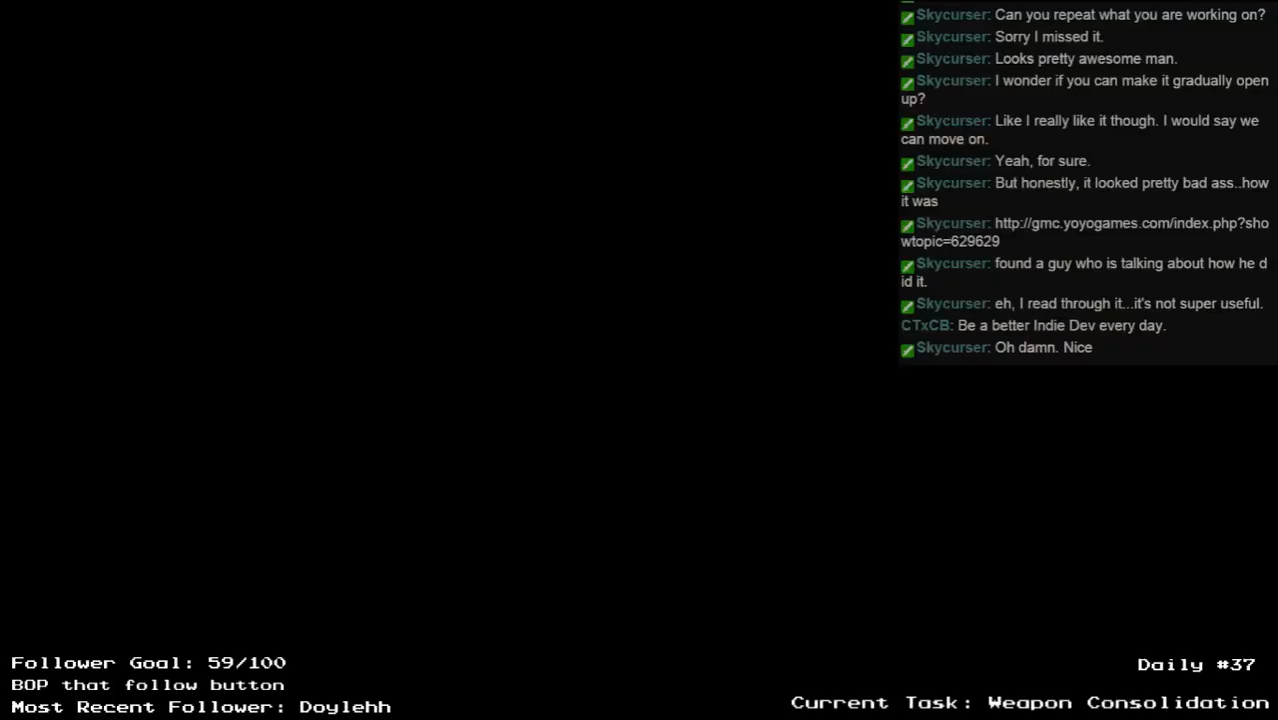 Skycurser: Can you repeat what you are working on?
Skycurser: Sorry I missed it.
Skycurser: Looks pretty awesome man.
Skycurser: I wonder if you can make it gradually open
up?
Skycurser: Like I really like it though. I would say we
can move on.
Skycurser: Yeah, for sure.
Skycurser: But honestly, it looked pretty bad ass..how
it was
Skycurser: http://gmc.yoyogames.com/index.php?sho
wtopic=629629
Skycurser: found a guy who is talking about how he d
id it.
Skycurser: eh, I read through it...it's not super useful.
CTxCB: Be a better Indie Dev every day.
Skycurser: Oh damn. Nice
Follower Goal: 59/100
BOP that follow button
Most Recent Follower: Doylehh
Daily #37
Current Task: Weapon Consolidation